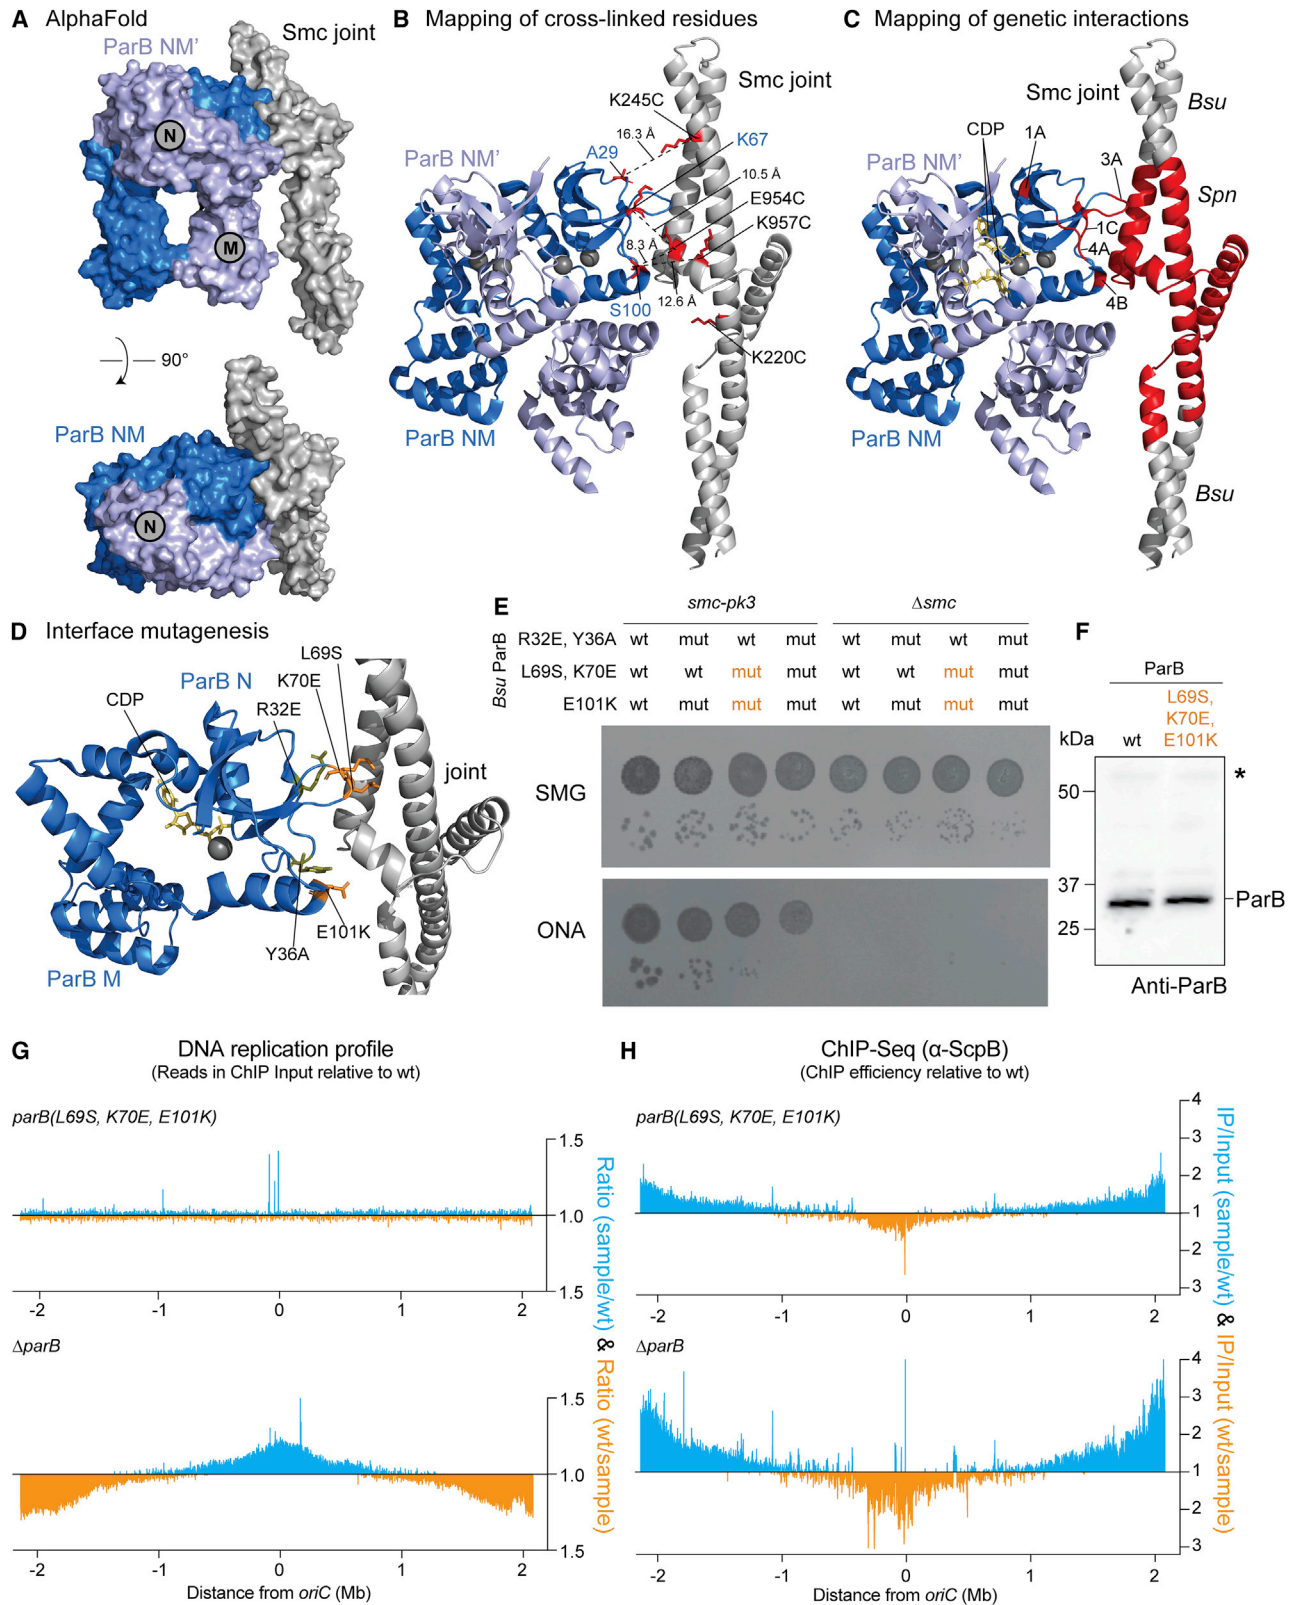 A AlphaFold
ParB NM'
Smc joint
N
M
90°
ParB NM
N
B Mapping of cross-linked residues
Smc joint
K245C
16.3 Å
A29
K67
ParB NM'
10.5 Å
E954C
K957C
8.3 Å
12.6 Å
S100
K220C
ParB NM
C Mapping of genetic interactions
Smc joint
Bsu
CDP
1A
3A
ParB NM'
Spn
1C
4A
4B
ParB NM
Bsu
D Interface mutagenesis
L69S
K70E
ParB N
R32E
CDP
joint
E101K
Y36A
ParB M
E
smc-pk3 Δsmc
Bsu ParB
R32E, Y36A wt mut wt mut wt mut wt mut
L69S, K70E wt wt mut mut wt wt mut mut
E101K wt mut mut mut wt mut mut mut
SMG
ONA
F
ParB
L69S,
K70E,
kDa wt E101K
*
50
37
ParB
25
Anti-ParB
G DNA replication profile
(Reads in ChIP Input relative to wt)
parB(L69S, K70E, E101K)
1.5
1.0
1.5
-2 -1 0 1 2
ΔparB
1.5
1.0
1.5
-2 -1 0 1 2
Distance from oriC (Mb)
Ratio (sample/wt) & Ratio (wt/sample)
H ChIP-Seq (α-ScpB)
(ChIP efficiency relative to wt)
parB(L69S, K70E, E101K)
4
3
2
1
2
3
-2 -1 0 1 2
ΔparB
4
3
2
1
2
3
-2 -1 0 1 2
Distance from oriC (Mb)
IP/Input (sample/wt) & IP/Input (wt/sample)